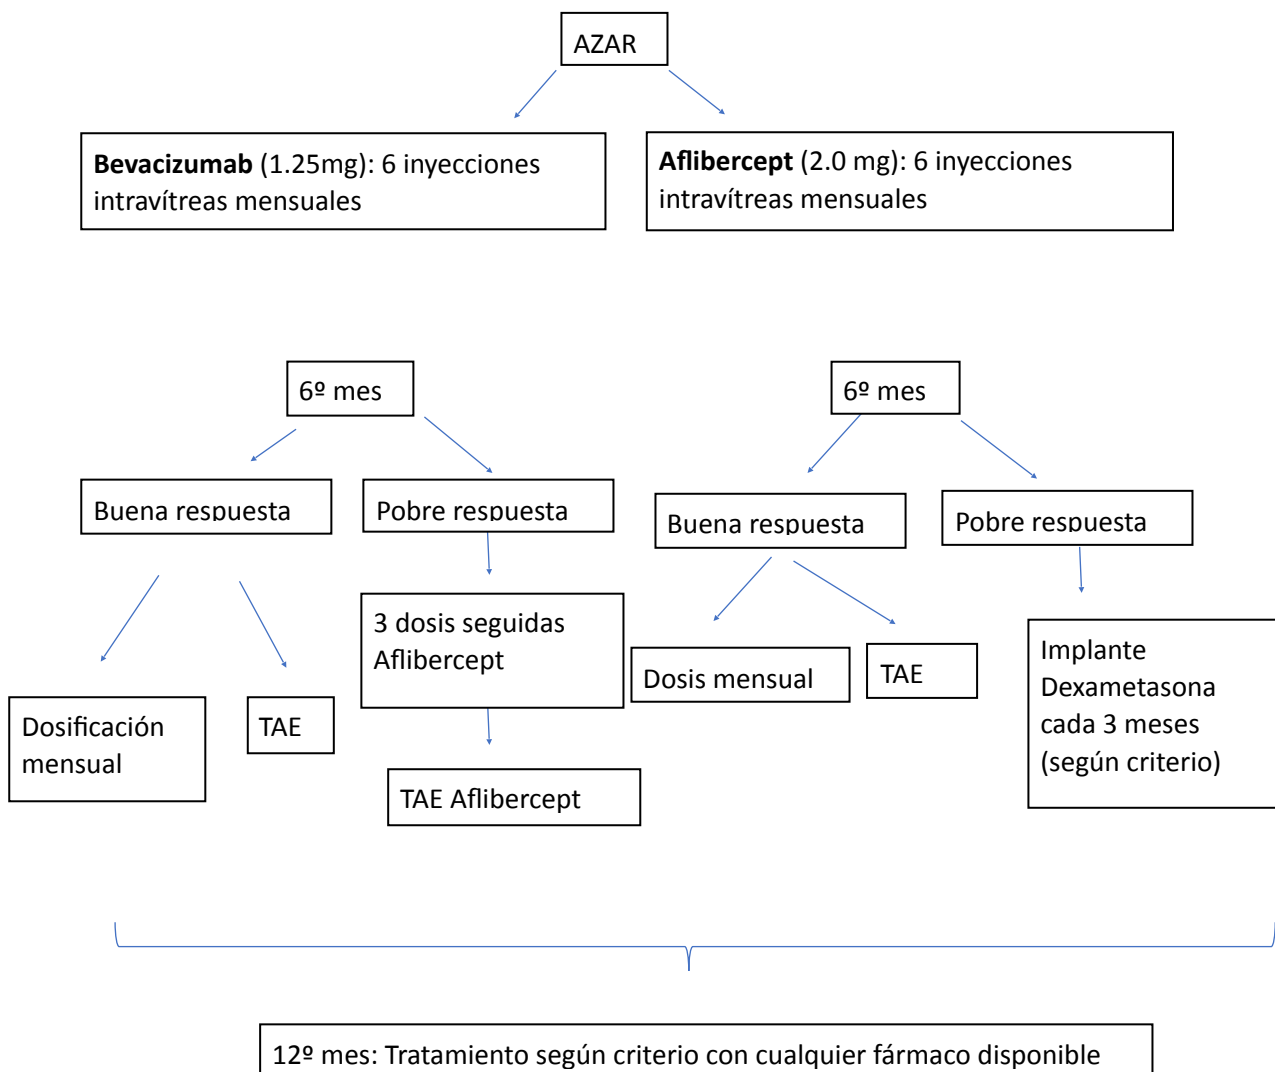 AZAR
Bevacizumab (1.25mg): 6 inyecciones
intravítreas mensuales
Aflibercept (2.0 mg): 6 inyecciones
intravítreas mensuales
6º mes
6º mes
Buena respuesta
Pobre respuesta
Buena respuesta
Pobre respuesta
3 dosis seguidas
Aflibercept
Dosis mensual
TAE
Implante
Dexametasona
cada 3 meses
(según criterio)
Dosificación
mensual
TAE
TAE Aflibercept
12º mes: Tratamiento según criterio con cualquier fármaco disponible